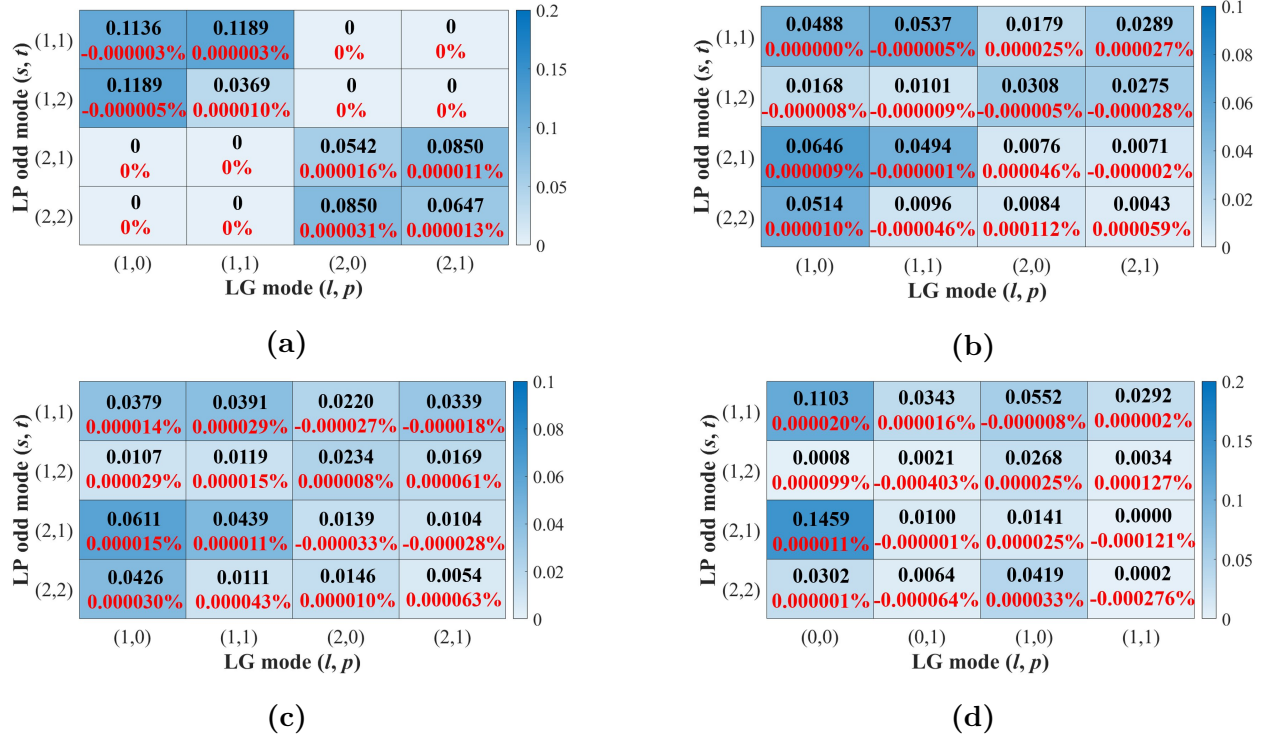 LP odd mode (s, t)
0.2
0.15
0.1
0.05
0
(1,1)
0.1136 0.1189 0 0
-0.000003% 0.000003% 0% 0%
(1,2)
0.1189 0.0369 0 0
-0.000005% 0.000010% 0% 0%
(2,1)
0 0 0.0542 0.0850
0% 0% 0.000016% 0.000011%
(2,2)
0 0 0.0850 0.0647
0% 0% 0.000031% 0.000013%
(1,0) (1,1) (2,0) (2,1)
LG mode (l, p)
(a)
LP odd mode (s, t)
0.1
0.08
0.06
0.04
0.02
0
(1,1)
0.0488 0.0537 0.0179 0.0289
0.000000% -0.000005% 0.000025% 0.000027%
(1,2)
0.0168 0.0101 0.0308 0.0275
-0.000008% -0.000009% -0.000005% -0.000028%
(2,1)
0.0646 0.0494 0.0076 0.0071
0.000009% -0.000001% 0.000046% -0.000002%
(2,2)
0.0514 0.0096 0.0084 0.0043
0.000010% -0.000046% 0.000112% 0.000059%
(1,0) (1,1) (2,0) (2,1)
LG mode (l, p)
(b)
LP odd mode (s, t)
0.1
0.08
0.06
0.04
0.02
0
(1,1)
0.0379 0.0391 0.0220 0.0339
0.000014% 0.000029% -0.000027% -0.000018%
(1,2)
0.0107 0.0119 0.0234 0.0169
0.000029% 0.000015% 0.000008% 0.000061%
(2,1)
0.0611 0.0439 0.0139 0.0104
0.000015% 0.000011% -0.000033% -0.000028%
(2,2)
0.0426 0.0111 0.0146 0.0054
0.000030% 0.000043% 0.000010% 0.000063%
(1,0) (1,1) (2,0) (2,1)
LG mode (l, p)
(c)
LP odd mode (s, t)
0.2
0.15
0.1
0.05
0
(1,1)
0.1103 0.0343 0.0552 0.0292
0.000020% 0.000016% -0.000008% 0.000002%
(1,2)
0.0008 0.0021 0.0268 0.0034
0.000099% -0.000403% 0.000025% 0.000127%
(2,1)
0.1459 0.0100 0.0141 0.0000
0.000011% -0.000001% 0.000025% -0.000121%
(2,2)
0.0302 0.0064 0.0419 0.0002
0.000001% -0.000064% 0.000033% -0.000276%
(0,0) (0,1) (1,0) (1,1)
LG mode (l, p)
(d)